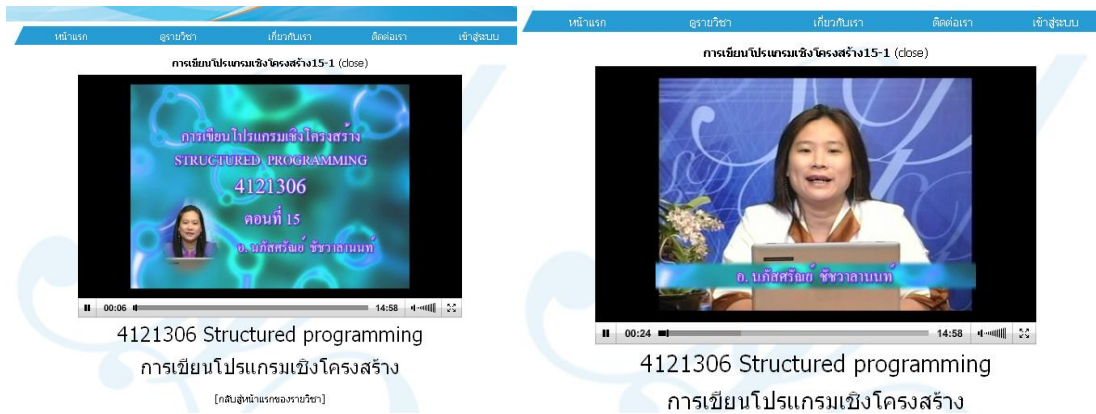 หน้าแรก ดูรายวิชา เกี่ยวกับเรา ติดต่อเรา เข้าสู่ระบบ
การเขียนโปรแกรมเชิงโครงสร้าง15-1 (close)
การเขียนโปรแกรมเชิงโครงสร้าง
STRUCTURED PROGRAMMING
4121306
ตอนที่ 15
อ. นภัสศรัณย์ ชัชวาลานนท์
00:06 14:58
4121306 Structured programming
การเขียนโปรแกรมเชิงโครงสร้าง
[กลับสู่หน้าแรกของรายวิชา]
หน้าแรก ดูรายวิชา เกี่ยวกับเรา ติดต่อเรา เข้าสู่ระบบ
การเขียนโปรแกรมเชิงโครงสร้าง15-1 (close)
อ. นภัสศรัณย์ ชัชวาลานนท์
00:24 14:58
4121306 Structured programming
การเขียนโปรแกรมเชิงโครงสร้าง